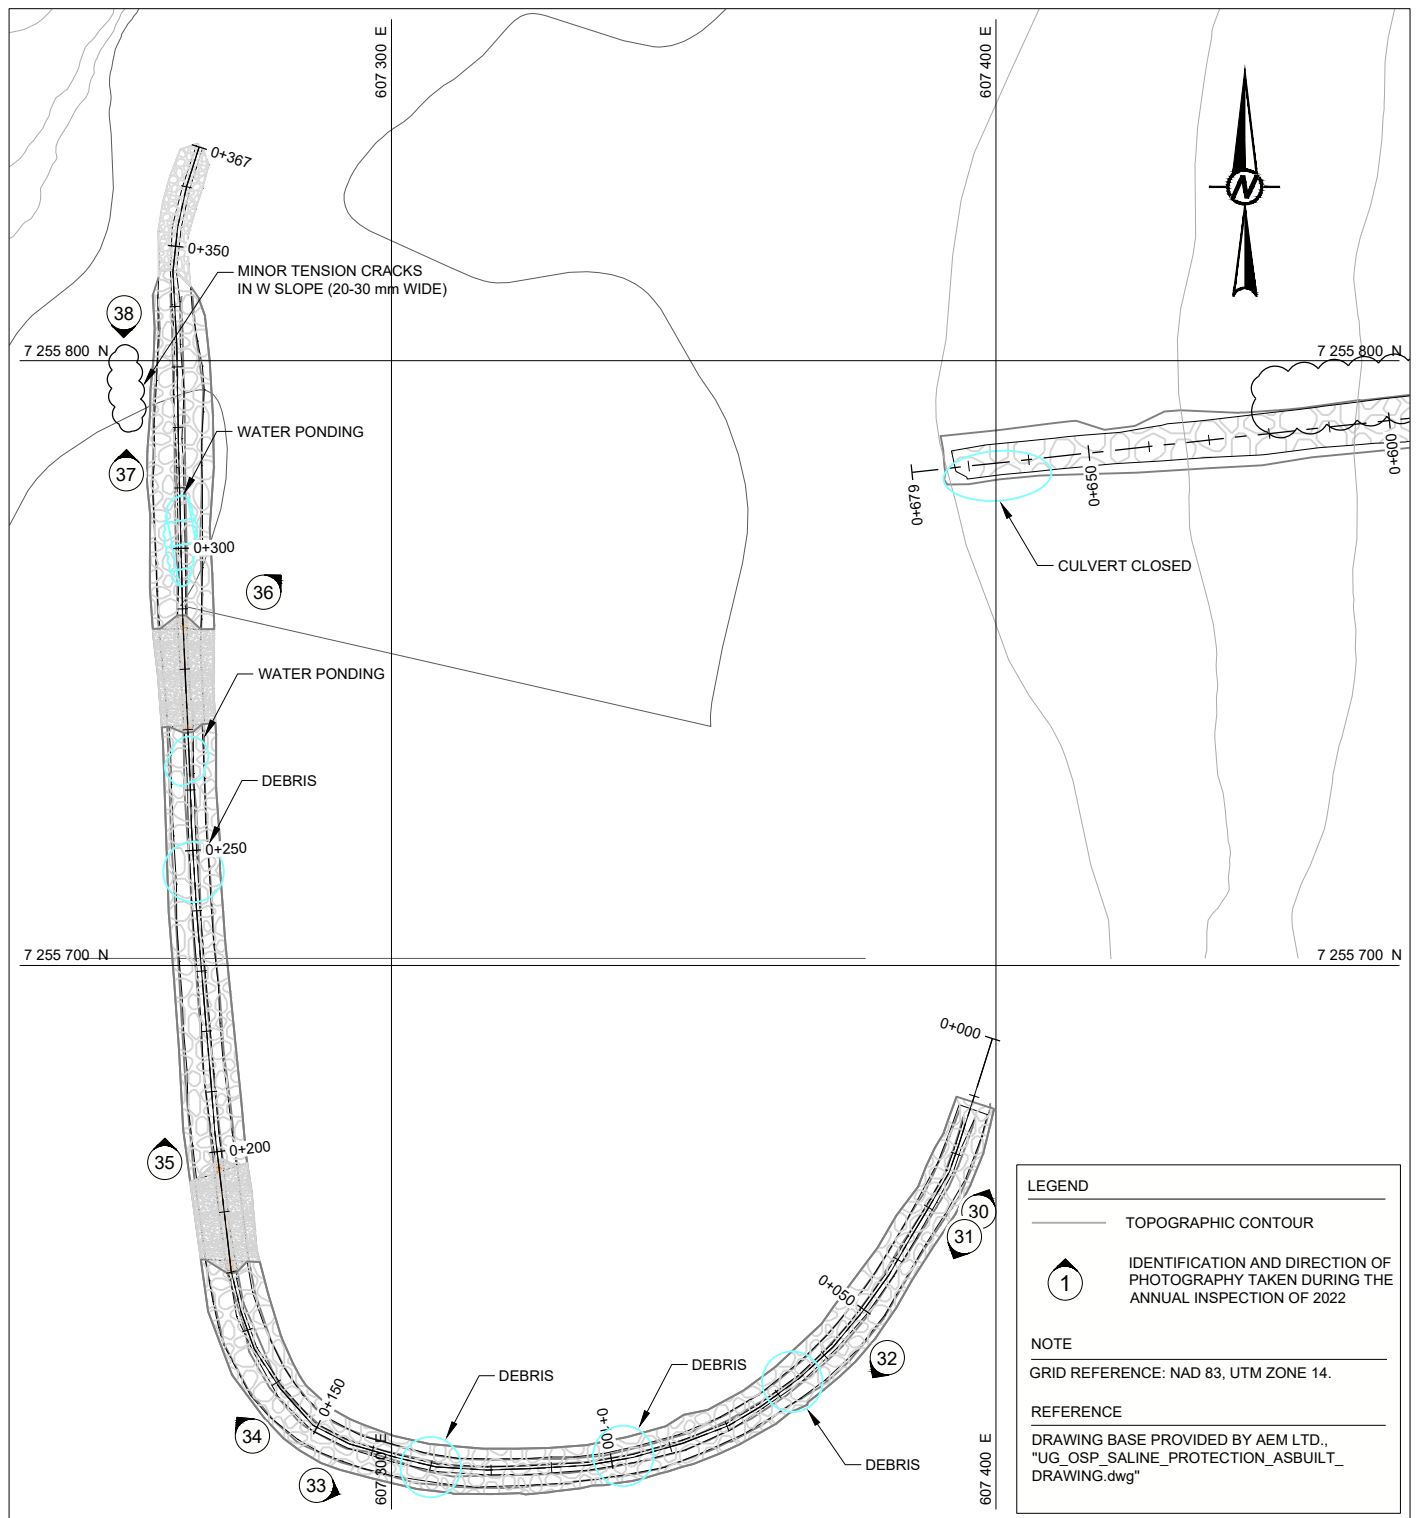 607 300 E
607 400 E
N
0+367
0+350
MINOR TENSION CRACKS
IN W SLOPE (20-30 mm WIDE)
38
7 255 800 N
7 255 800 N
WATER PONDING
37
0+300
36
0+679
0+650
0+600
CULVERT CLOSED
WATER PONDING
DEBRIS
0+250
7 255 700 N
7 255 700 N
0+000
0+200
35
30
31
0+050
32
DEBRIS
DEBRIS
0+150
0+100
34
33
607 300 E
DEBRIS
607 400 E
LEGEND
TOPOGRAPHIC CONTOUR
1
IDENTIFICATION AND DIRECTION OF
PHOTOGRAPHY TAKEN DURING THE
ANNUAL INSPECTION OF 2022
NOTE
GRID REFERENCE: NAD 83, UTM ZONE 14.
REFERENCE
DRAWING BASE PROVIDED BY AEM LTD.,
"UG_OSP_SALINE_PROTECTION_ASBUILT_
DRAWING.dwg"